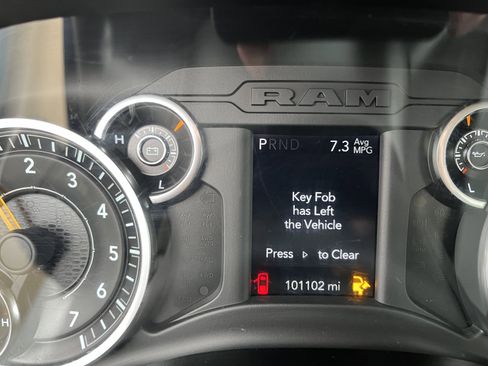 RAM
PRND 7.3 Avg MPG
H
L
L
1
2
3
4
5
6
7
H
Key Fob
has Left
the Vehicle
Press ▹ to Clear
101102 mi